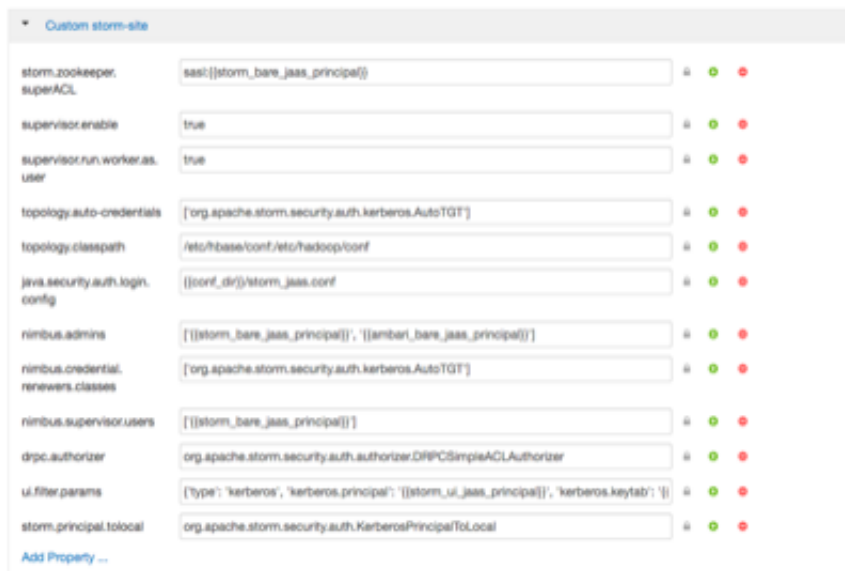 Custom storm-site
storm.zookeeper.
superACL
sasl:{{storm_bare_jaas_principal}}
supervisor.enable
true
supervisor.run.worker.as.
user
true
topology.auto-credentials
['org.apache.storm.security.auth.kerberos.AutoTGT']
topology.classpath
/etc/hbase/conf:/etc/hadoop/conf
java.security.auth.login.
config
{{conf_dir}}/storm_jaas.conf
nimbus.admins
['{{storm_bare_jaas_principal}}', '{{ambari_bare_jaas_principal}}']
nimbus.credential.
renewers.classes
['org.apache.storm.security.auth.kerberos.AutoTGT']
nimbus.supervisor.users
['{{storm_bare_jaas_principal}}']
drpc.authorizer
org.apache.storm.security.auth.authorizer.DRPCSimpleACLAuthorizer
ui.filter.params
{'type': 'kerberos', 'kerberos.principal': '{{storm_ui_jaas_principal}}', 'kerberos.keytab': '{{
storm.principal.tolocal
org.apache.storm.security.auth.KerberosPrincipalToLocal
Add Property ...